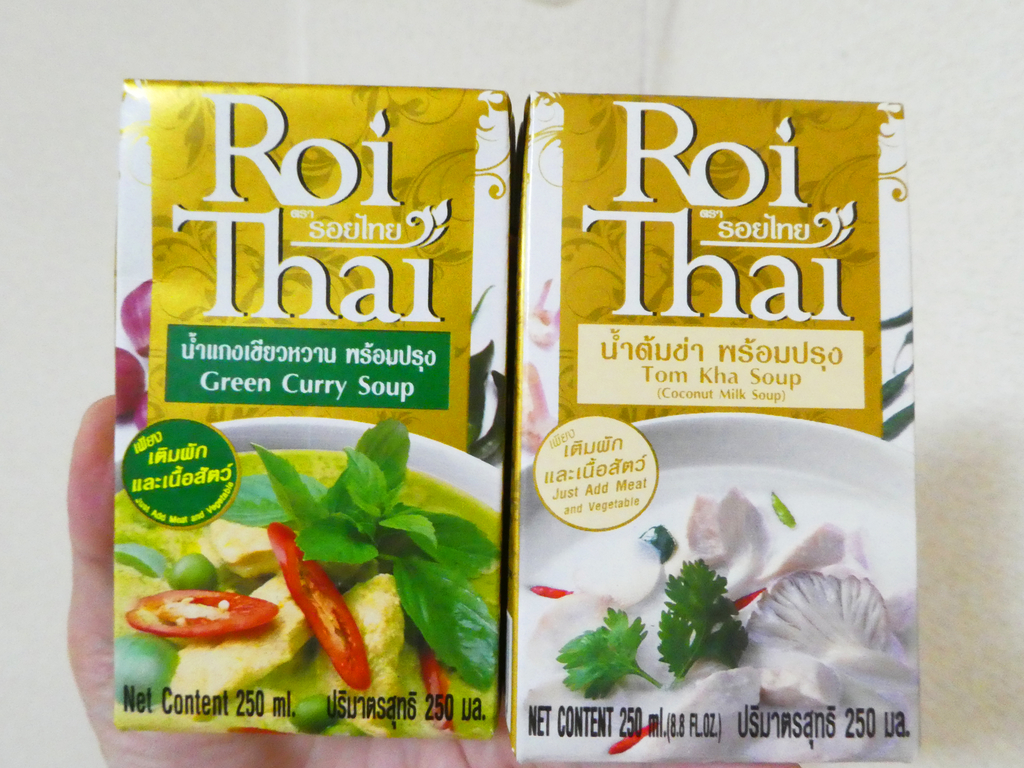 Roi
ตรา รอยไทย
Thai
น้ำแกงเขียวหวาน พร้อมปรุง
Green Curry Soup
เพียง
เติมผัก
และเนื้อสัตว์
Just Add Meat and Vegetable
Net Content 250 ml. ปริมาตรสุทธิ 250 มล.
Roi
ตรา รอยไทย
Thai
น้ำต้มข่า พร้อมปรุง
Tom Kha Soup
(Coconut Milk Soup)
เพียง
เติมผัก
และเนื้อสัตว์
Just Add Meat
and Vegetable
NET CONTENT 250 ml.(8.8 FL.OZ.) ปริมาตรสุทธิ 250 มล.